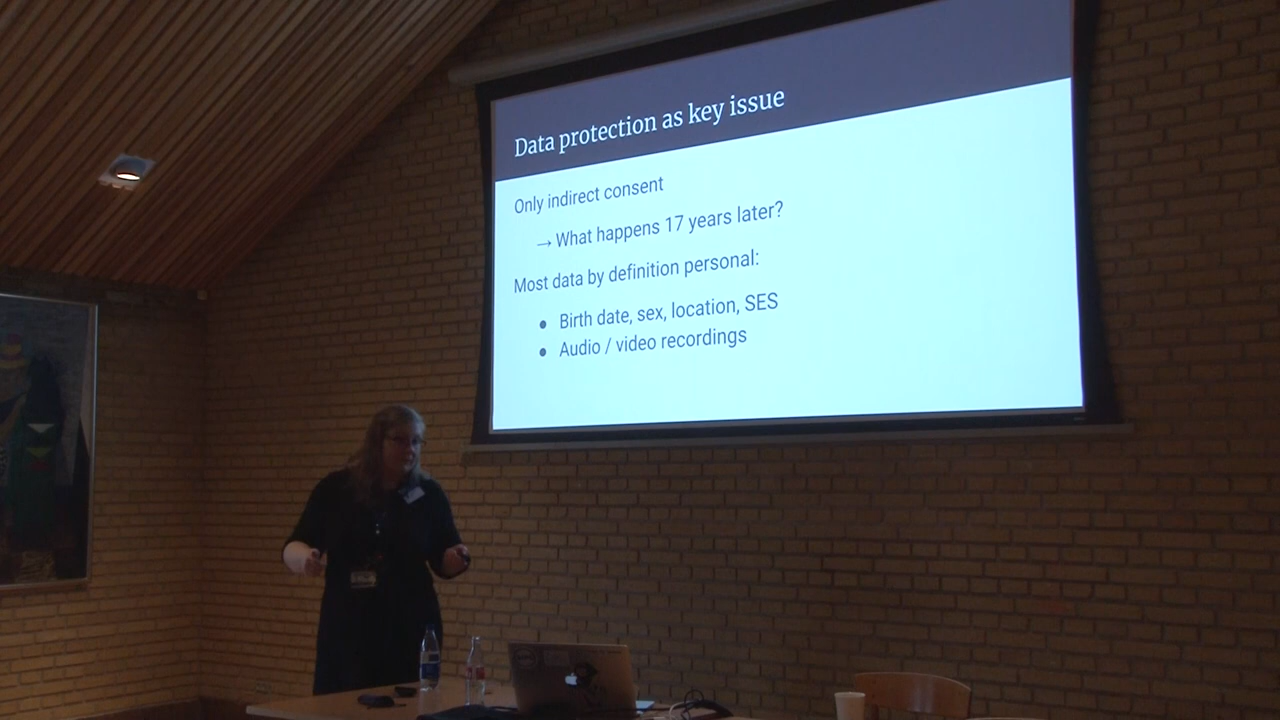 Data protection as key issue
Only indirect consent
→ What happens 17 years later?
Most data by definition personal:
● Birth date, sex, location, SES
● Audio / video recordings